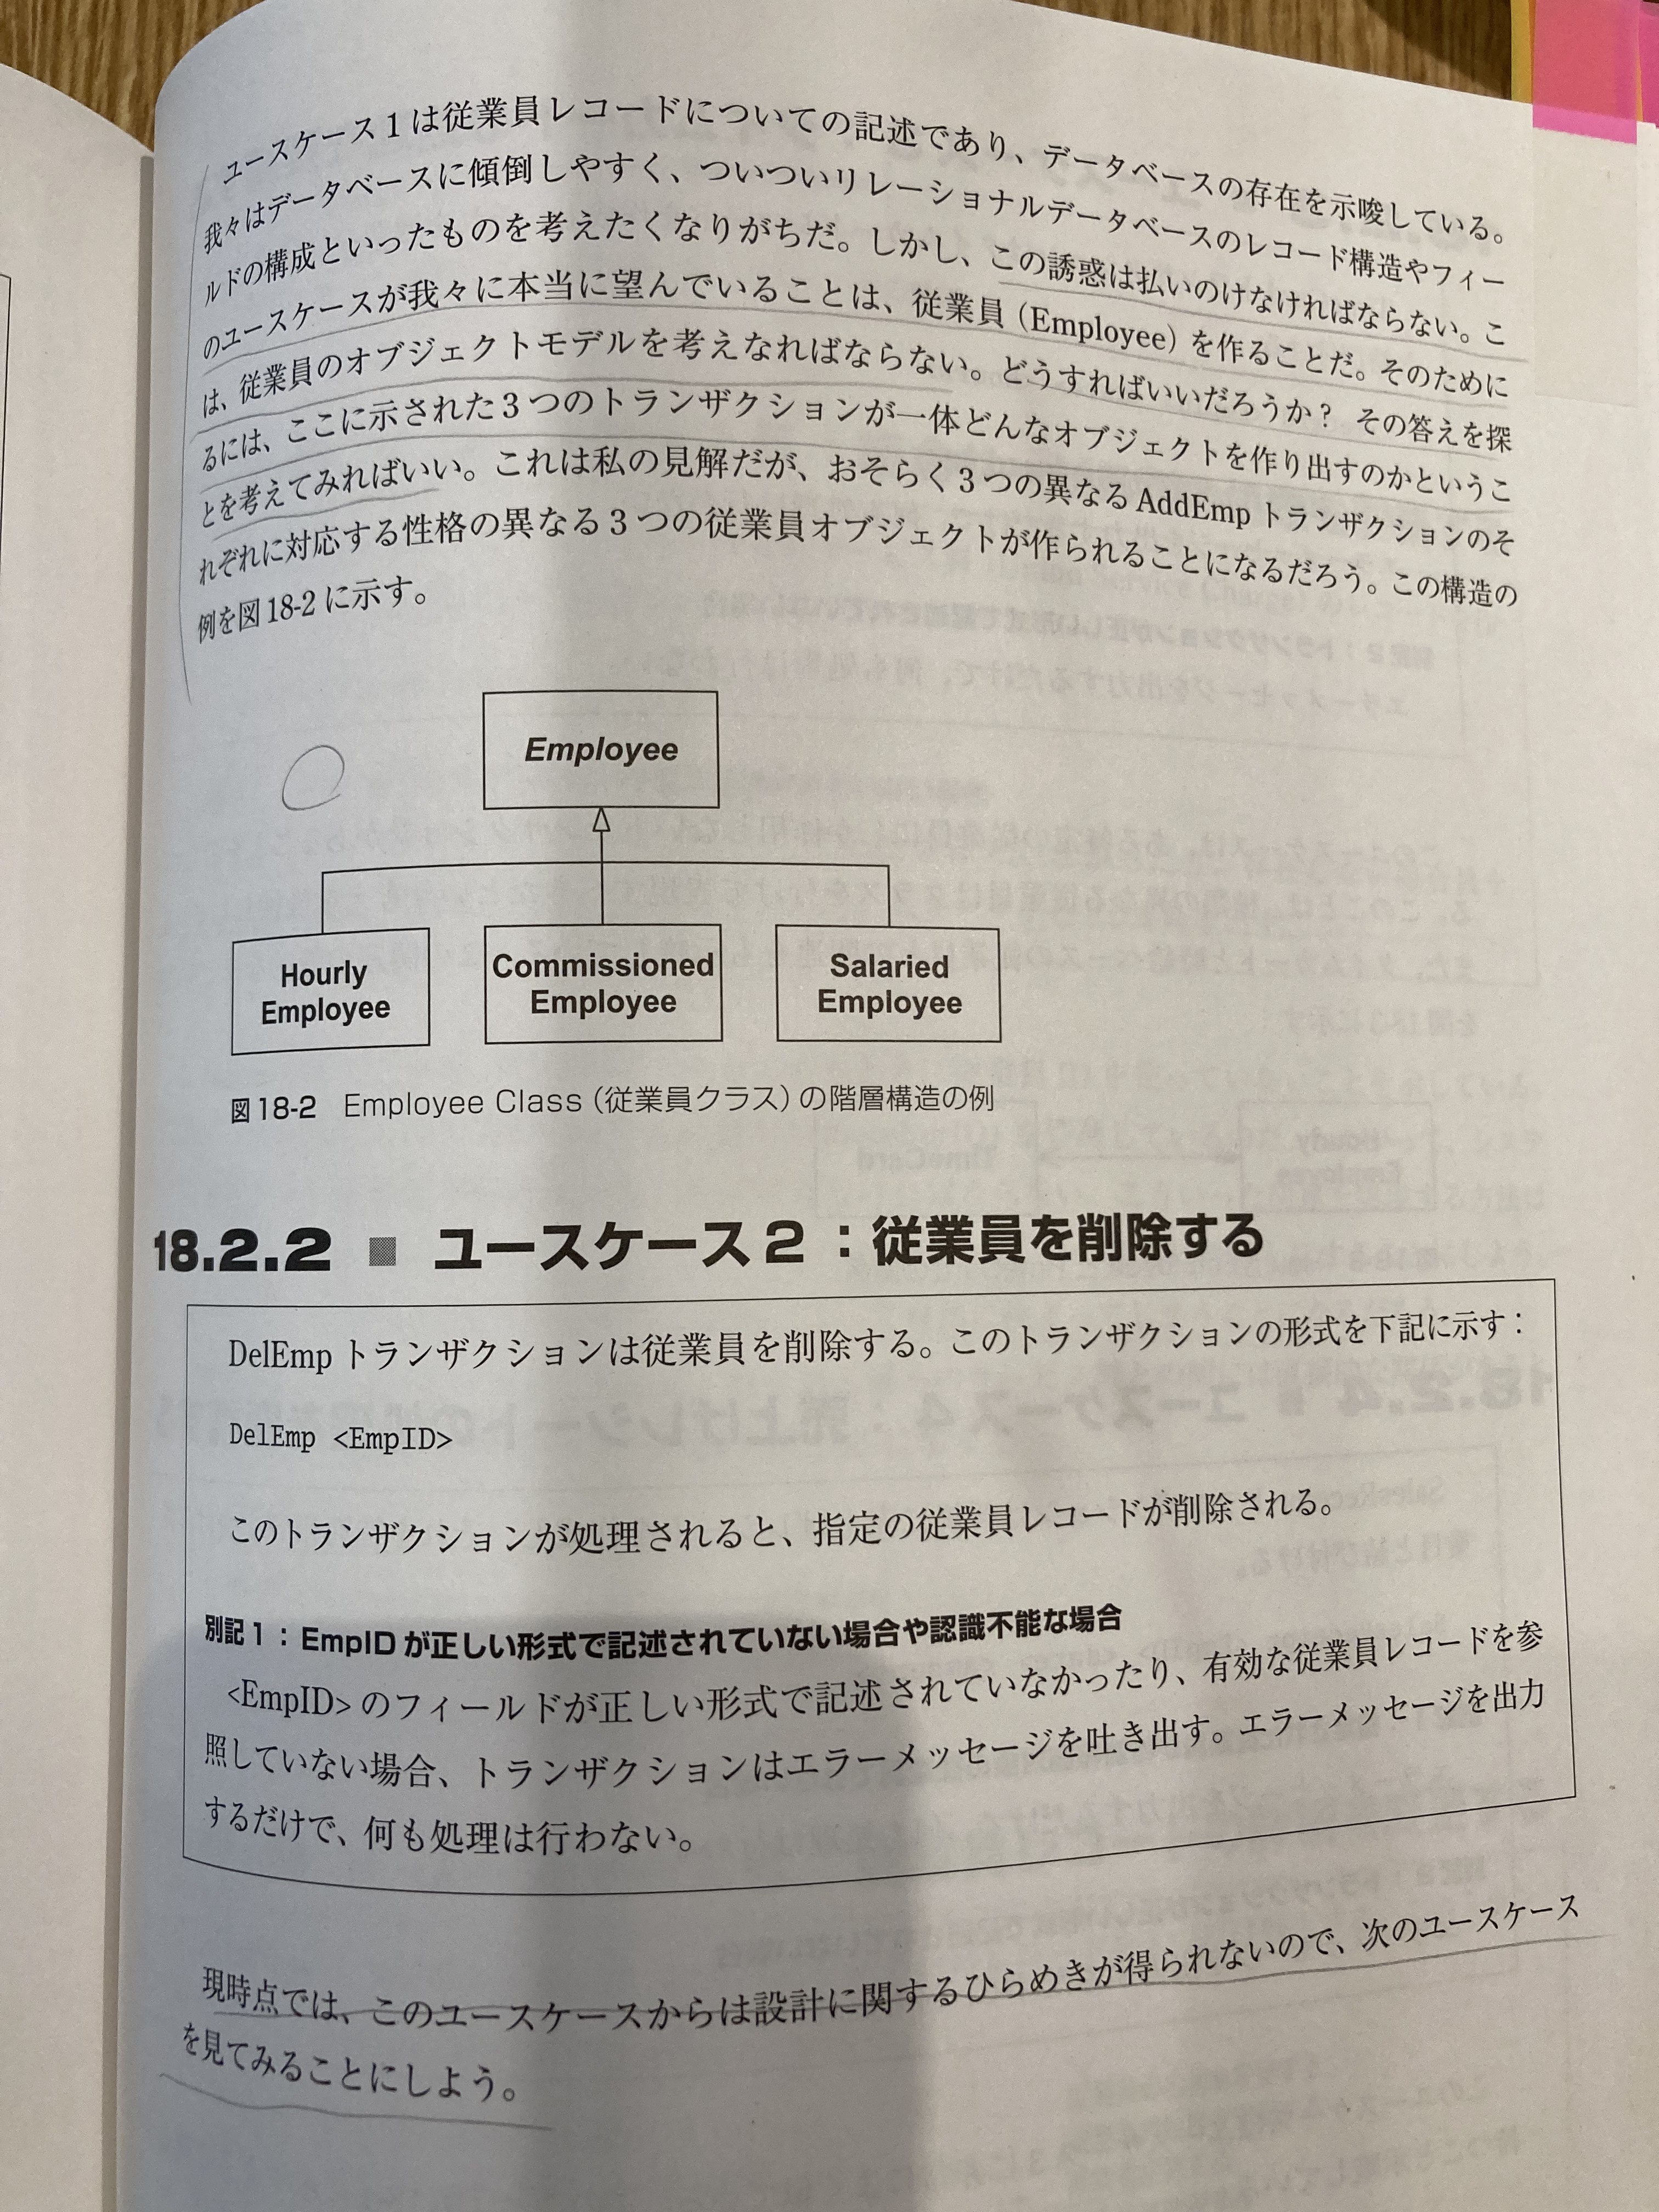 ユースケース1は従業員レコードについての記述であり、データベースの存在を示唆している。
我々はデータベースに傾倒しやすく、ついついリレーショナルデータベースのレコード構造やフィー
ルドの構成といったものを考えたくなりがちだ。しかし、この誘惑は払いのけなければならない。こ
のユースケースが我々に本当に望んでいることは、従業員（Employee）を作ることだ。そのために
は、従業員のオブジェクトモデルを考えなればならない。どうすればいいだろうか？ その答えを探
るには、ここに示された3つのトランザクションが一体どんなオブジェクトを作り出すのかというこ
とを考えてみればいい。これは私の見解だが、おそらく3つの異なるAddEmpトランザクションのそ
れぞれに対応する性格の異なる3つの従業員オブジェクトが作られることになるだろう。この構造の
例を図18-2に示す。
Employee
Hourly
Employee
Commissioned
Employee
Salaried
Employee
図18-2 Employee Class（従業員クラス）の階層構造の例
18.2.2 ■ ユースケース2：従業員を削除する
DelEmpトランザクションは従業員を削除する。このトランザクションの形式を下記に示す：
DelEmp <EmpID>
このトランザクションが処理されると、指定の従業員レコードが削除される。
別記1：EmpIDが正しい形式で記述されていない場合や認識不能な場合
<EmpID>のフィールドが正しい形式で記述されていなかったり、有効な従業員レコードを参
照していない場合、トランザクションはエラーメッセージを吐き出す。エラーメッセージを出力
するだけで、何も処理は行わない。
現時点では、このユースケースからは設計に関するひらめきが得られないので、次のユースケース
を見てみることにしよう。